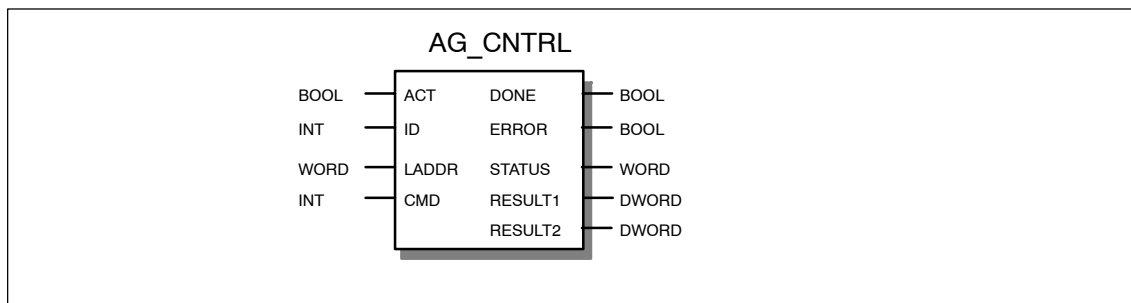 AG_CNTRL
BOOL ACT DONE BOOL
INT ID ERROR BOOL
WORD LADDR STATUS WORD
INT CMD RESULT1 DWORD
RESULT2 DWORD